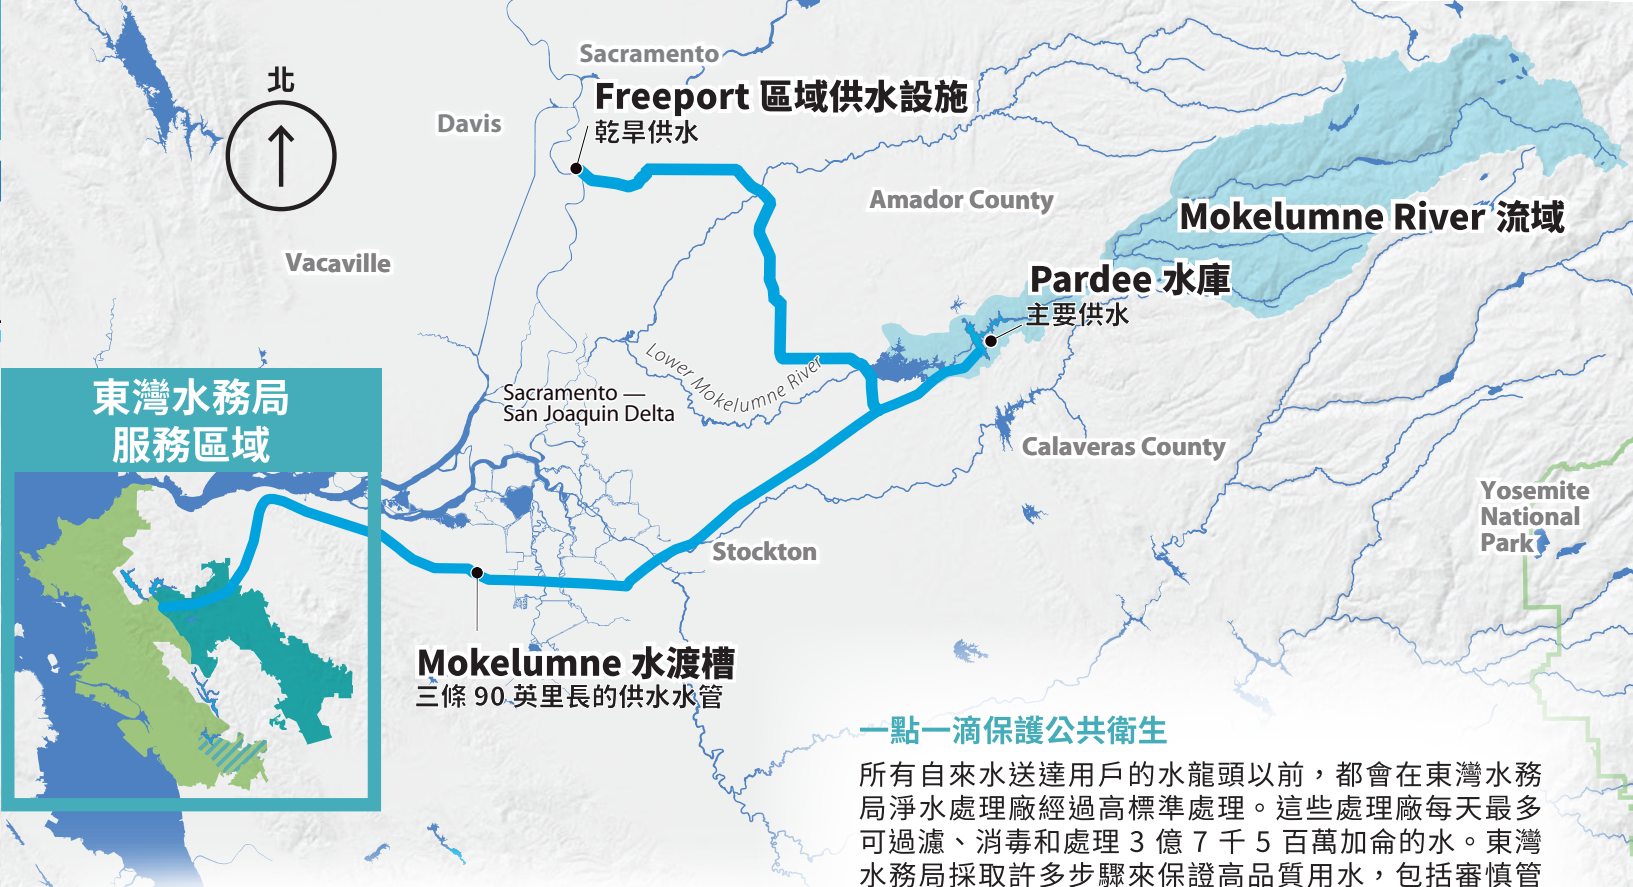 Sacramento
北
Freeport 區域供水設施
乾旱供水
Davis
Amador County
Mokelumne River 流域
Vacaville
Pardee 水庫
主要供水
Lower Mokelumne River
東灣水務局
服務區域
Sacramento —
San Joaquin Delta
Calaveras County
Yosemite
National
Park
Stockton
Mokelumne 水渡槽
三條 90 英里長的供水水管
一點一滴保護公共衛生
所有自來水送達用戶的水龍頭以前，都會在東灣水務
局淨水處理廠經過高標準處理。這些處理廠每天最多
可過濾、消毒和處理 3 億 7 千 5 百萬加侖的水。東灣
水務局採取許多步驟來保證高品質用水，包括審慎管